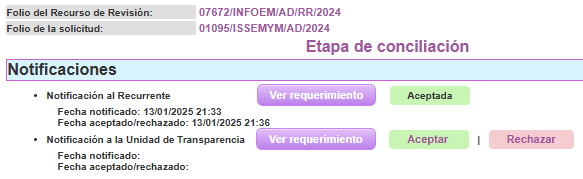 Folio del Recurso de Revisión: 07672/INFOEM/AD/RR/2024
Folio de la solicitud: 01095/ISSEMYM/AD/2024
Etapa de conciliación
Notificaciones
• Notificación al Recurrente Ver requerimiento Aceptada
Fecha notificado: 13/01/2025 21:33
Fecha aceptado/rechazado: 13/01/2025 21:36
• Notificación a la Unidad de Transparencia Ver requerimiento Aceptar | Rechazar
Fecha notificado:
Fecha aceptado/rechazado: